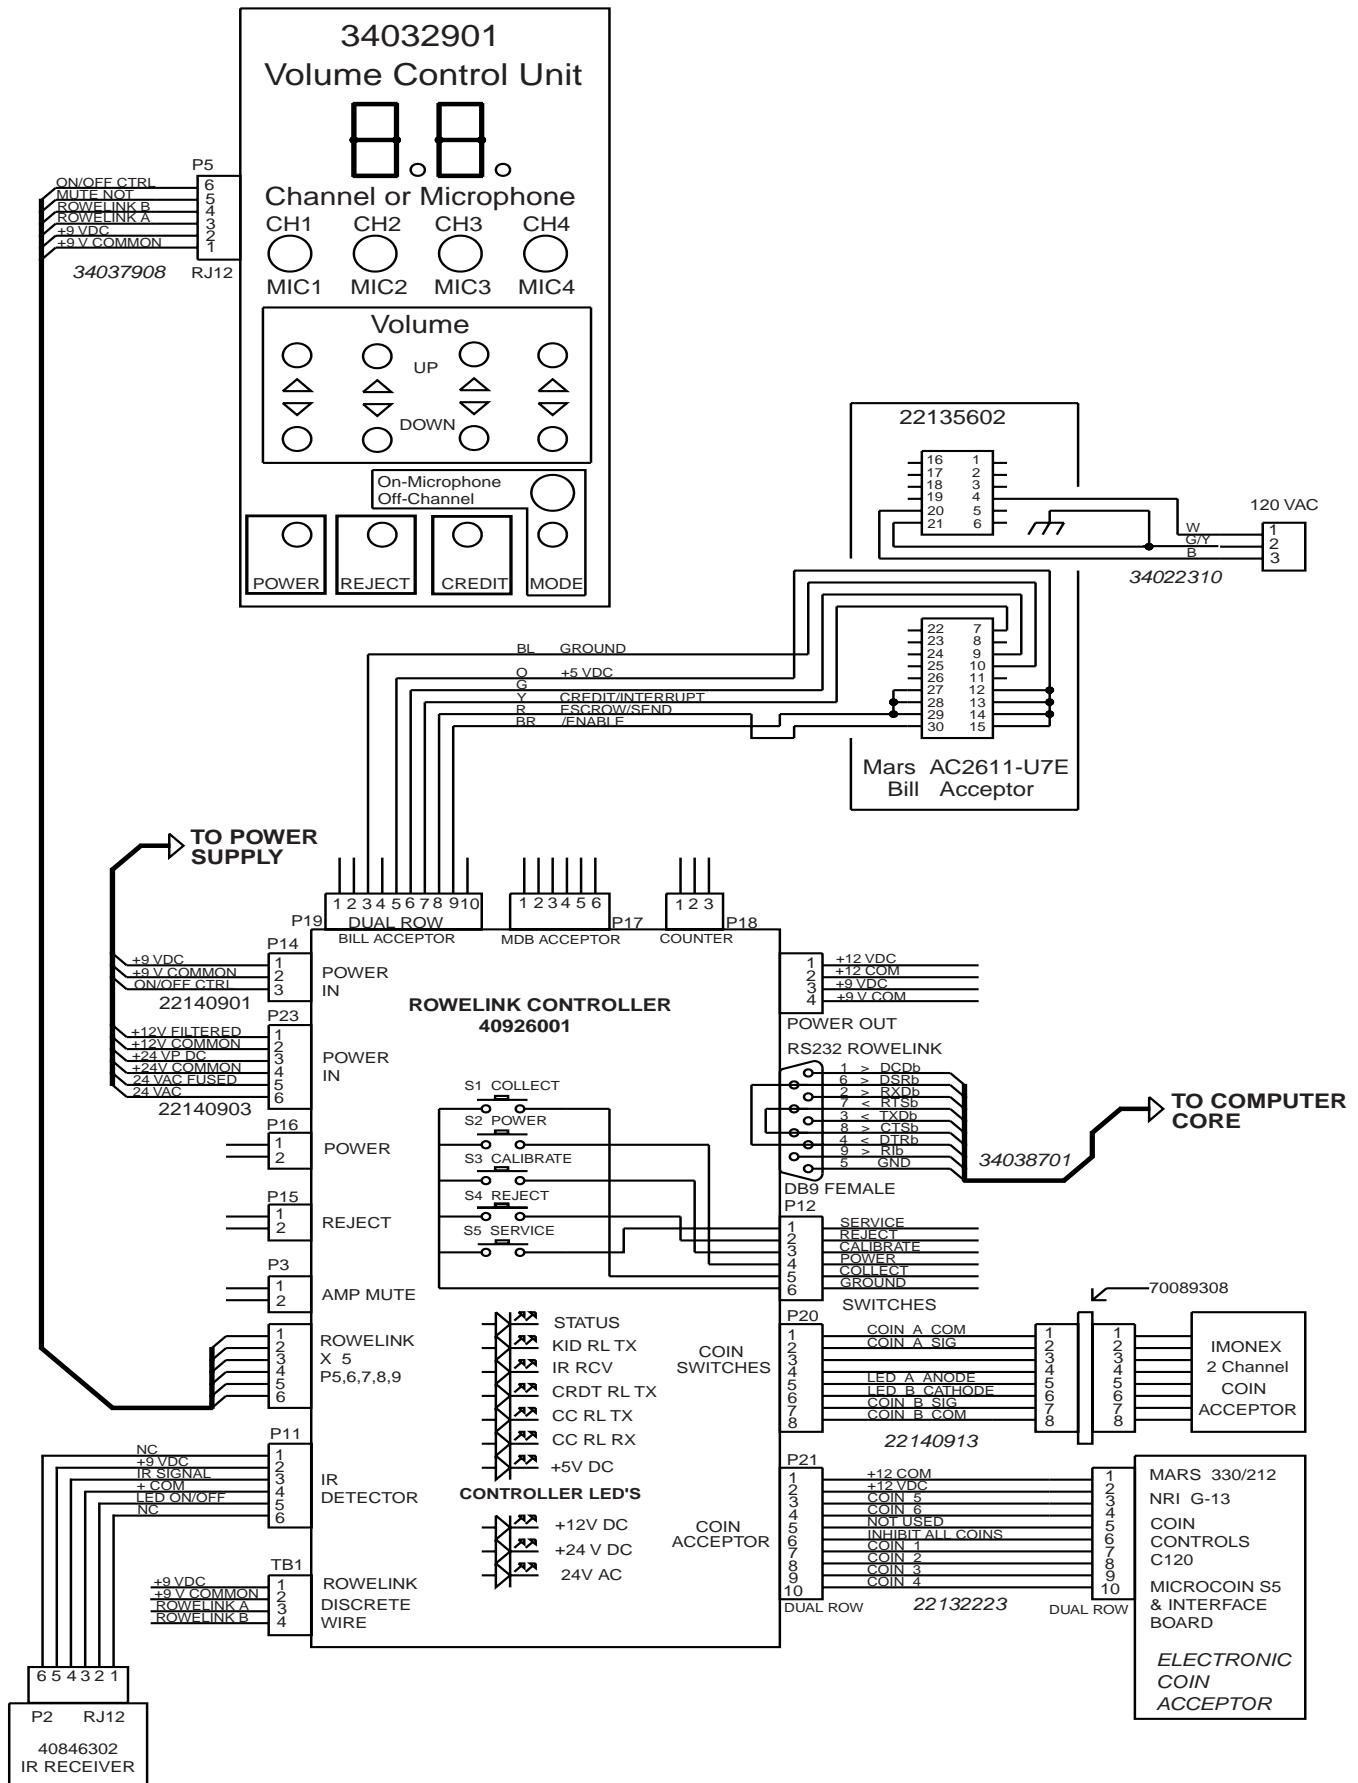 34032901
Volume Control Unit
Channel or Microphone
CH1 CH2 CH3 CH4
MIC1 MIC2 MIC3 MIC4
Volume
UP
DOWN
On-Microphone
Off-Channel
POWER REJECT CREDIT MODE
P5
ON/OFF CTRL 6
MUTE NOT 5
ROWELINK B 4
ROWELINK A 3
+9 VDC 2
+9 V COMMON 1
34037908 RJ12
22135602
16 1
17 2
18 3
19 4
20 5
21 6
120 VAC
W 1
G/Y 2
B 3
34022310
22 7
23 8
24 9
25 10
26 11
27 12
28 13
29 14
30 15
Mars AC2611-U7E
Bill Acceptor
BL GROUND
O +5 VDC
G
Y CREDIT/INTERRUPT
R ESCROW/SEND
BR /ENABLE
TO POWER
SUPPLY
1 2 3 4 5 6 7 8 9 10
P19 DUAL ROW
BILL ACCEPTOR
1 2 3 4 5 6
P17
MDB ACCEPTOR
1 2 3
P18
COUNTER
P14
+9 VDC 1
+9 V COMMON 2
ON/OFF CTRL 3
POWER
IN
22140901
P23
+12V FILTERED 1
+12V COMMON 2
+24 VP DC 3
+24V COMMON 4
24 VAC FUSED 5
24 VAC 6
POWER
IN
22140903
P16
1
2
POWER
P15
1
2
REJECT
P3
1
2
AMP MUTE
1
2
3
4
5
6
ROWELINK
X 5
P5,6,7,8,9
P11
NC 1
+9 VDC 2
IR SIGNAL 3
+ COM 4
LED ON/OFF 5
NC 6
IR
DETECTOR
TB1
+9 VDC 1
+9 V COMMON 2
ROWELINK A 3
ROWELINK B 4
ROWELINK
DISCRETE
WIRE
6 5 4 3 2 1
P2 RJ12
40846302
IR RECEIVER
ROWELINK CONTROLLER
40926001
S1 COLLECT
S2 POWER
S3 CALIBRATE
S4 REJECT
S5 SERVICE
STATUS
KID RL TX
IR RCV
CRDT RL TX
CC RL TX
CC RL RX
+5V DC
CONTROLLER LED'S
+12V DC
+24 V DC
24V AC
1 +12 VDC
2 +12 COM
3 +9 VDC
4 +9 V COM
POWER OUT
RS232 ROWELINK
1 > DCDb
6 > DSRb
2 > RXDb
7 < RTSb
3 < TXDb
8 > CTSb
4 < DTRb
9 > RIb
5 GND
DB9 FEMALE
34038701
TO COMPUTER
CORE
P12
1 SERVICE
2 REJECT
3 CALIBRATE
4 POWER
5 COLLECT
6 GROUND
SWITCHES
P20
COIN
SWITCHES
1 COIN A COM 1 1
2 COIN A SIG 2 2
3 3 3
4 4 4
5 LED A ANODE 5 5
6 LED B CATHODE 6 6
7 COIN B SIG 7 7
8 COIN B COM 8 8
22140913
70089308
IMONEX
2 Channel
COIN
ACCEPTOR
P21
COIN
ACCEPTOR
1 +12 COM 1
2 +12 VDC 2
3 COIN 5 3
4 COIN 6 4
5 NOT USED 5
6 INHIBIT ALL COINS 6
7 COIN 1 7
8 COIN 2 8
9 COIN 3 9
10 COIN 4 10
DUAL ROW 22132223 DUAL ROW
MARS 330/212
NRI G-13
COIN
CONTROLS
C120
MICROCOIN S5
& INTERFACE
BOARD
ELECTRONIC
COIN
ACCEPTOR